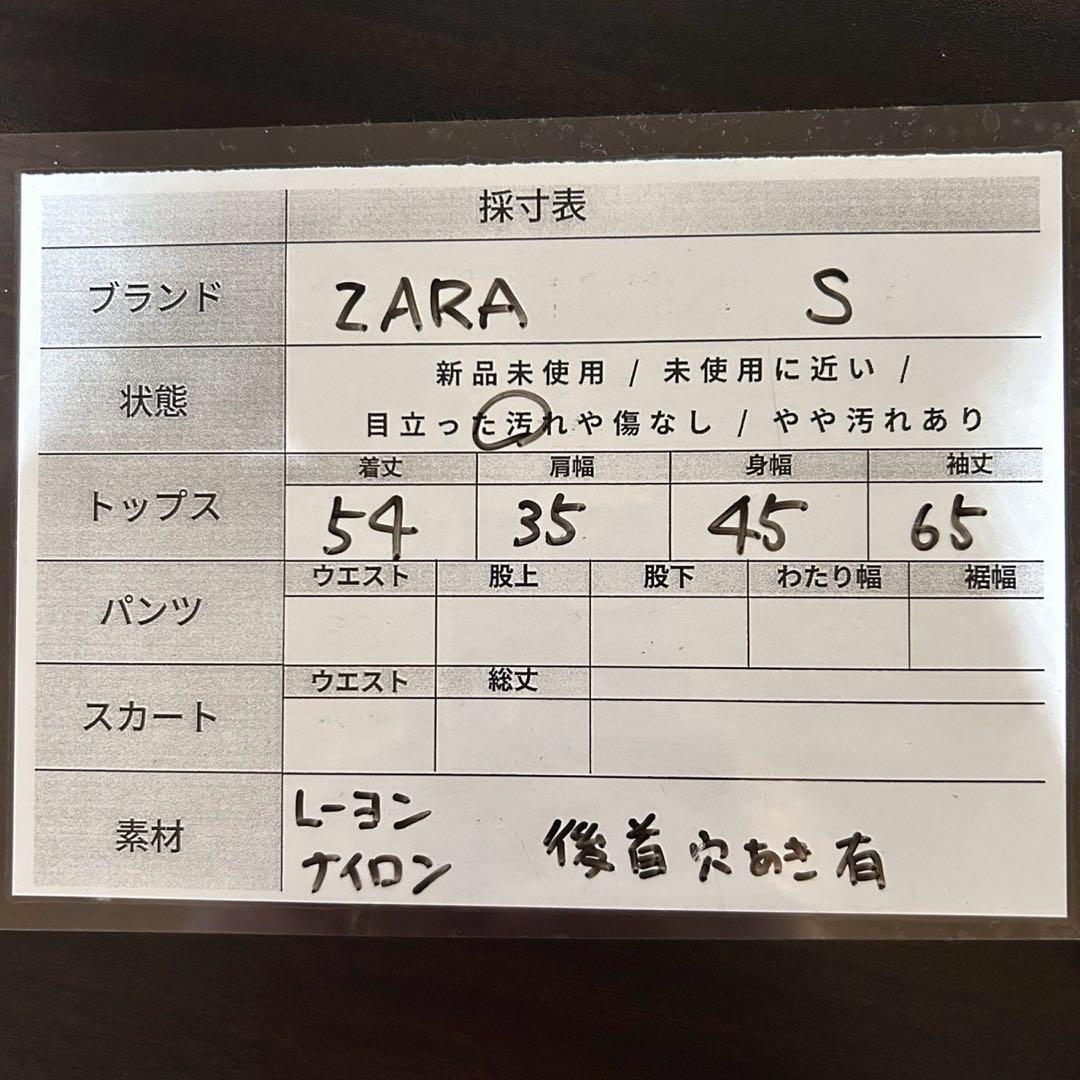 採寸表
ブランド ZARA S
状態 新品未使用 / 未使用に近い /
目立った汚れや傷なし / やや汚れあり
着丈 肩幅 身幅 袖丈
トップス 54 35 45 65
ウエスト 股上 股下 わたり幅 裾幅
パンツ
ウエスト 総丈
スカート
素材 レーヨン
ナイロン 後首穴あき有